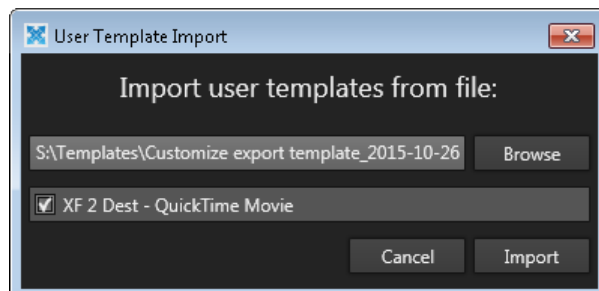 User Template Import
Import user templates from file:
S:\Templates\Customize export template_2015-10-26
Browse
XF 2 Dest - QuickTime Movie
Cancel
Import